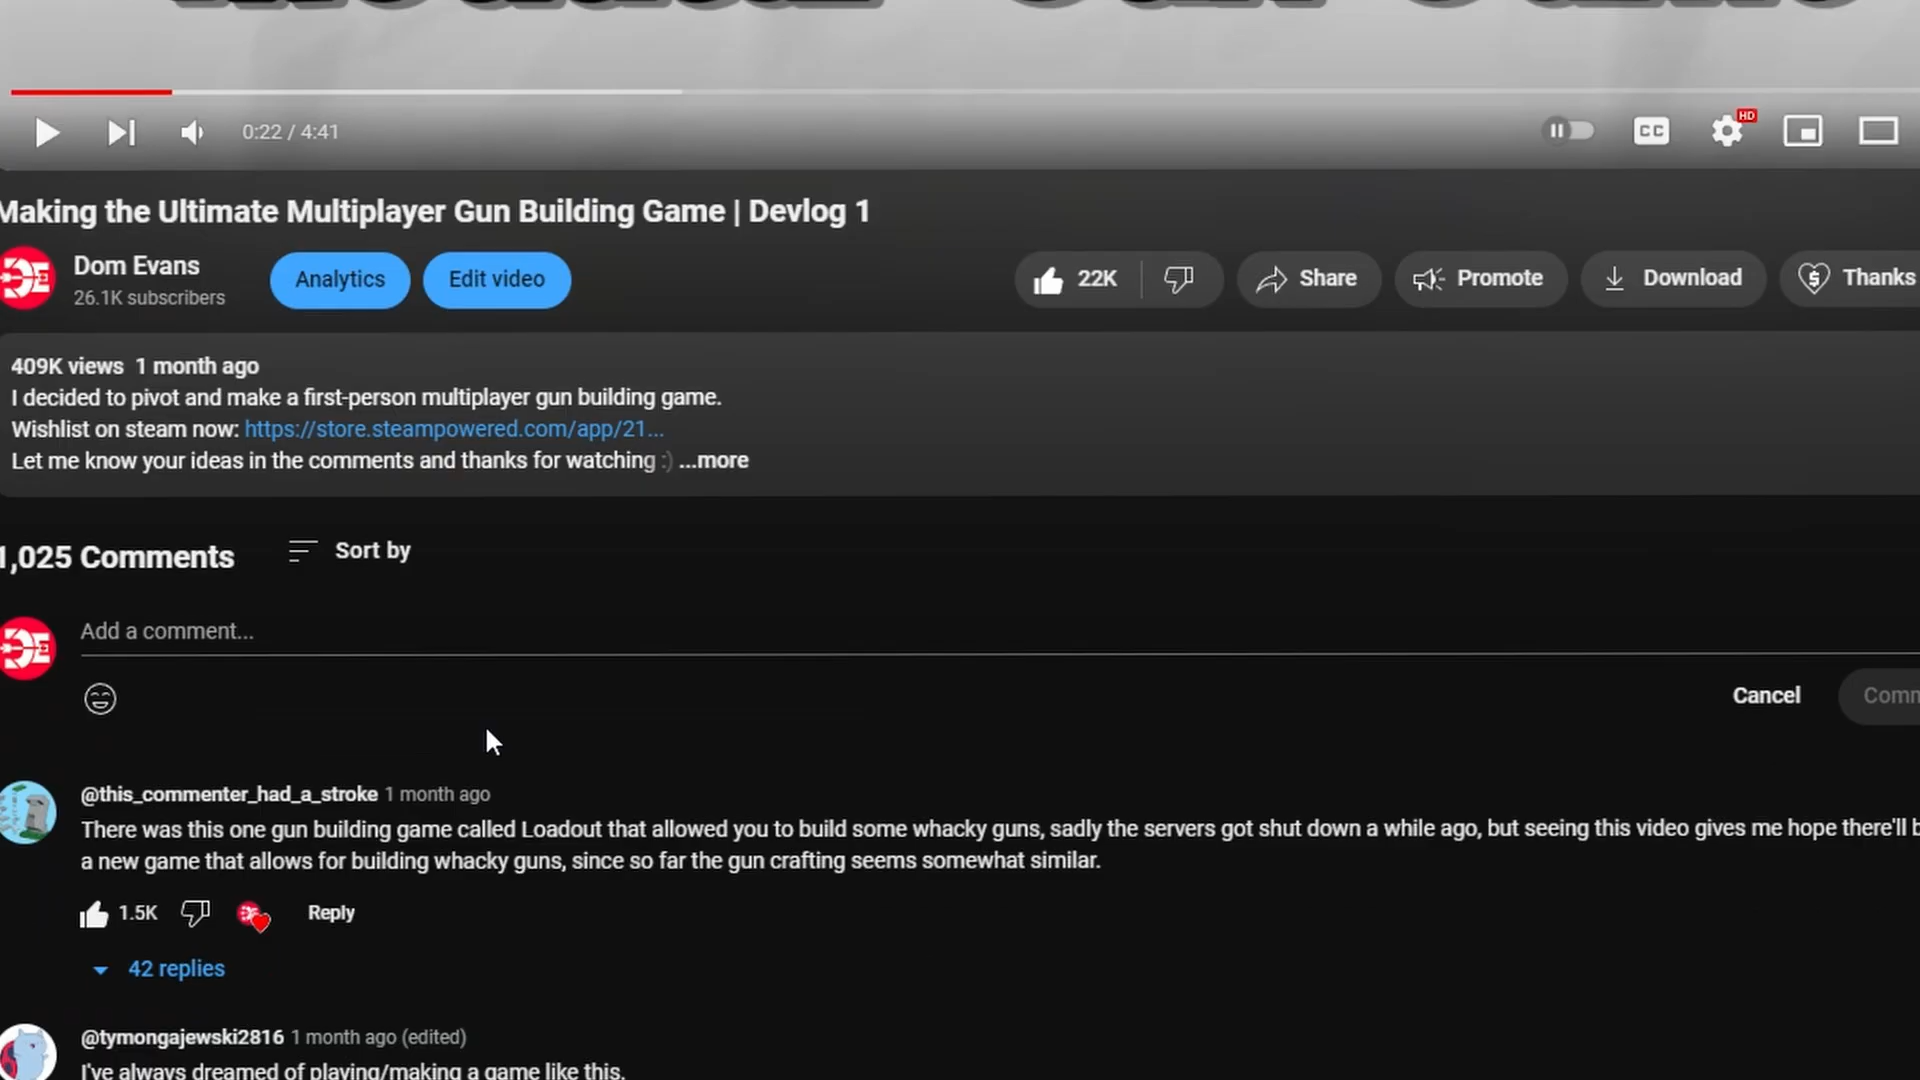 0:22 / 4:41
CC
HD
Making the Ultimate Multiplayer Gun Building Game | Devlog 1
Dom Evans
26.1K subscribers
Analytics
Edit video
22K
Share
Promote
Download
Thanks
409K views 1 month ago
I decided to pivot and make a first-person multiplayer gun building game.
Wishlist on steam now: https://store.steampowered.com/app/21...
Let me know your ideas in the comments and thanks for watching :) ...more
1,025 Comments
Sort by
Add a comment...
Cancel
Comm
@this_commenter_had_a_stroke 1 month ago
There was this one gun building game called Loadout that allowed you to build some whacky guns, sadly the servers got shut down a while ago, but seeing this video gives me hope there'll b
a new game that allows for building whacky guns, since so far the gun crafting seems somewhat similar.
1.5K
Reply
42 replies
@tymongajewski2816 1 month ago (edited)
I've always dreamed of playing/making a game like this.